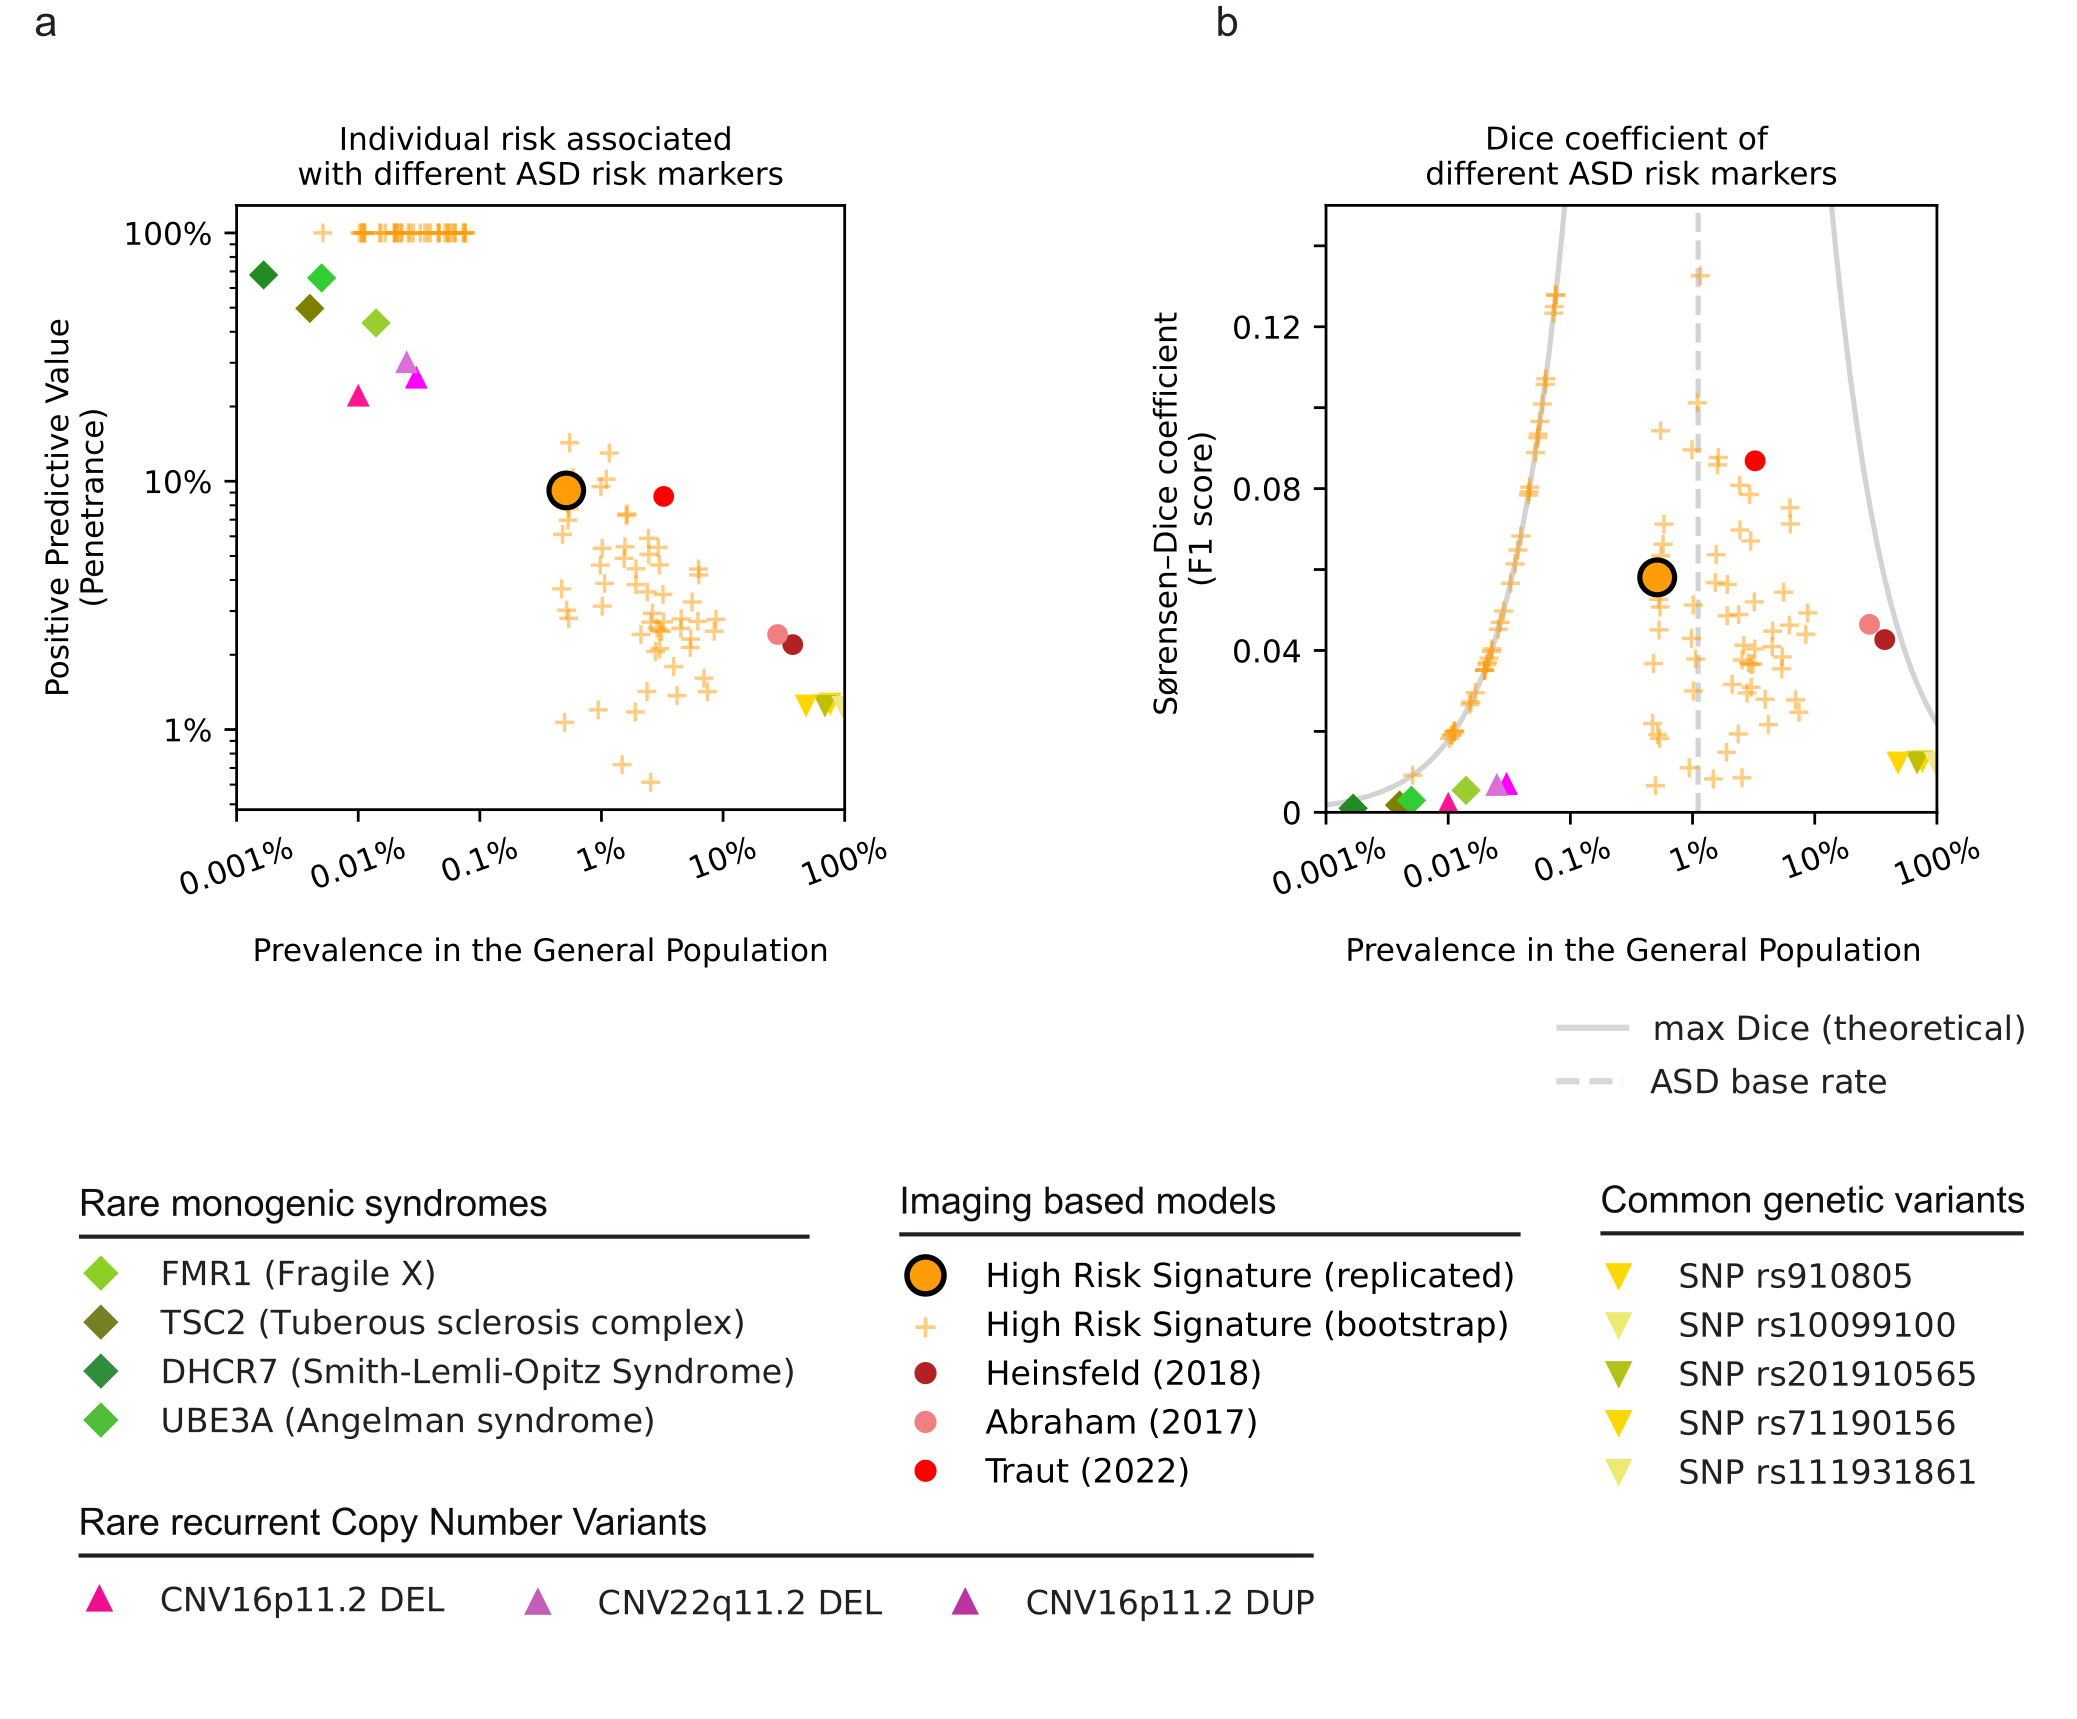 a
Individual risk associated
with different ASD risk markers
Positive Predictive Value
(Penetrance)
100%
10%
1%
0.001%
0.01%
0.1%
1%
10%
100%
Prevalence in the General Population
b
Dice coefficient of
different ASD risk markers
Sørensen–Dice coefficient
(F1 score)
0.12
0.08
0.04
0
0.001%
0.01%
0.1%
1%
10%
100%
Prevalence in the General Population
max Dice (theoretical)
ASD base rate
Rare monogenic syndromes
FMR1 (Fragile X)
TSC2 (Tuberous sclerosis complex)
DHCR7 (Smith-Lemli-Opitz Syndrome)
UBE3A (Angelman syndrome)
Imaging based models
High Risk Signature (replicated)
High Risk Signature (bootstrap)
Heinsfeld (2018)
Abraham (2017)
Traut (2022)
Common genetic variants
SNP rs910805
SNP rs10099100
SNP rs201910565
SNP rs71190156
SNP rs111931861
Rare recurrent Copy Number Variants
CNV16p11.2 DEL
CNV22q11.2 DEL
CNV16p11.2 DUP